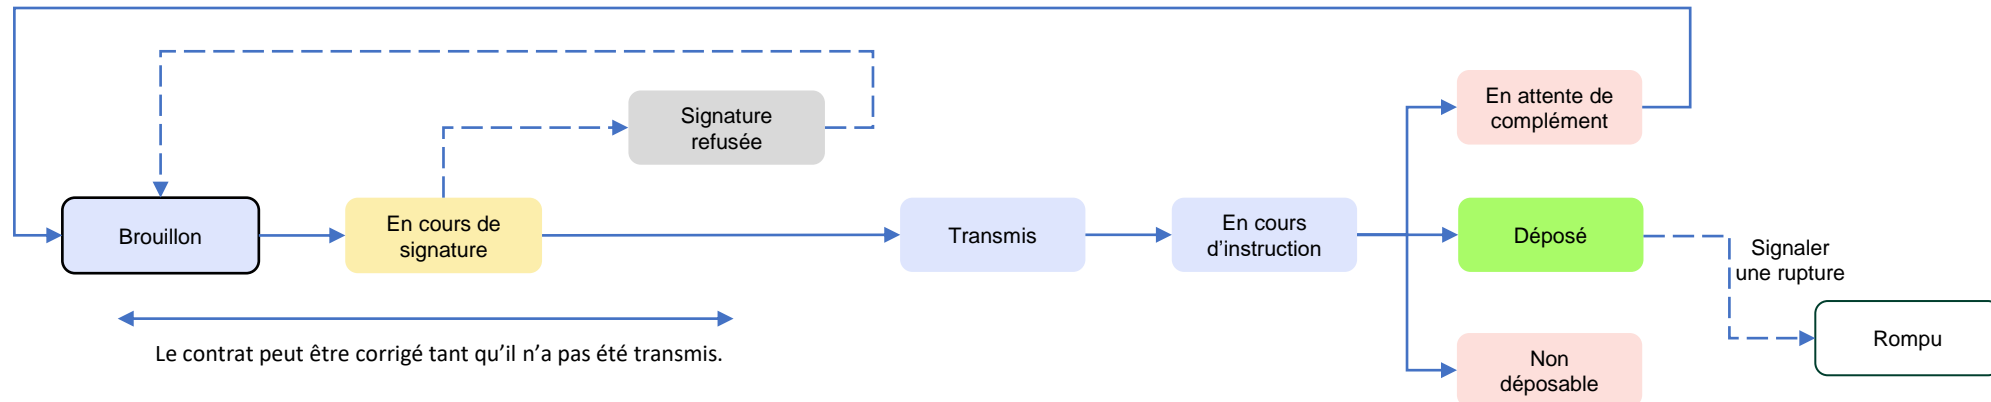 Signature
refusée
En attente de
complément
Brouillon
En cours de
signature
Transmis
En cours
d’instruction
Déposé
Signaler
une rupture
Le contrat peut être corrigé tant qu’il n’a pas été transmis.
Non
déposable
Rompu